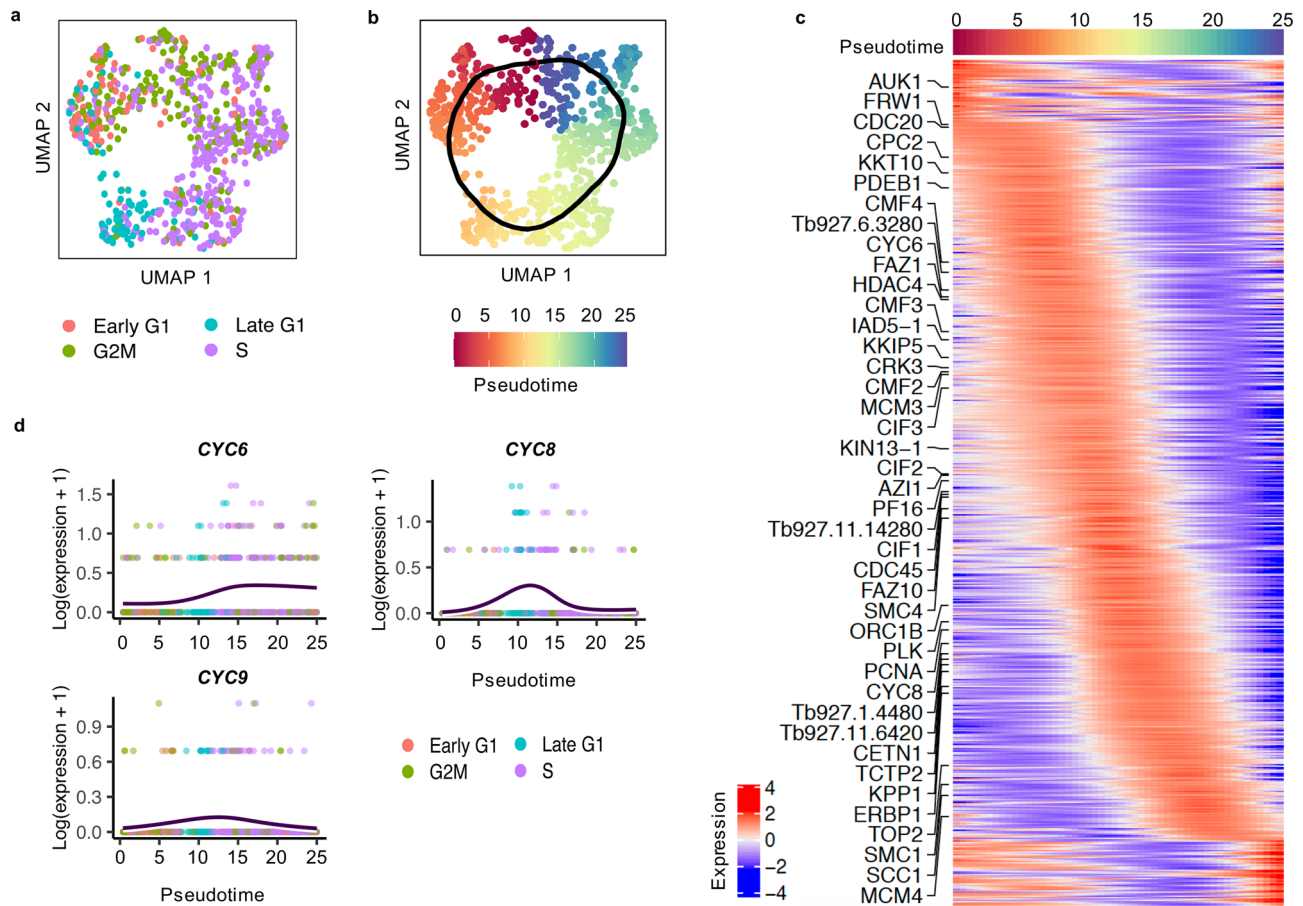 a
UMAP 2
UMAP 1
Early G1
Late G1
G2M
S
b
UMAP 2
UMAP 1
0 5 10 15 20 25
Pseudotime
c
0 5 10 15 20 25
Pseudotime
AUK1
FRW1
CDC20
CPC2
KKT10
PDEB1
CMF4
Tb927.6.3280
CYC6
FAZ1
HDAC4
CMF3
IAD5−1
KKIP5
CRK3
CMF2
MCM3
CIF3
KIN13−1
CIF2
AZI1
PF16
Tb927.11.14280
CIF1
CDC45
FAZ10
SMC4
ORC1B
PLK
PCNA
CYC8
Tb927.1.4480
Tb927.11.6420
CETN1
TCTP2
KPP1
ERBP1
TOP2
SMC1
SCC1
MCM4
Expression
4
2
0
−2
−4
d
CYC6
Log(expression + 1)
1.5
1.0
0.5
0.0
0 5 10 15 20 25
CYC8
Log(expression + 1)
1.0
0.5
0.0
0 5 10 15 20 25
Pseudotime
CYC9
Log(expression + 1)
0.9
0.6
0.3
0.0
0 5 10 15 20 25
Pseudotime
Early G1
Late G1
G2M
S